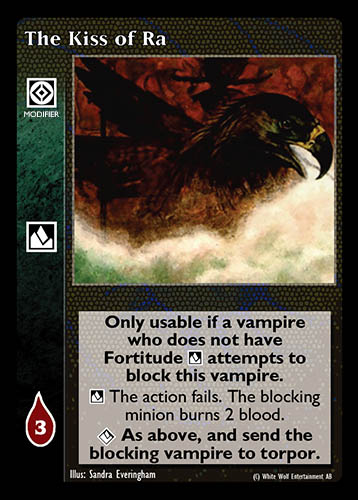 The Kiss of Ra
MODIFIER
Only usable if a vampire
who does not have
Fortitude attempts to
block this vampire.
The action fails. The blocking
minion burns 2 blood.
As above, and send the
blocking vampire to torpor.
3
Illus: Sandra Everingham
(C) White Wolf Entertainment AB